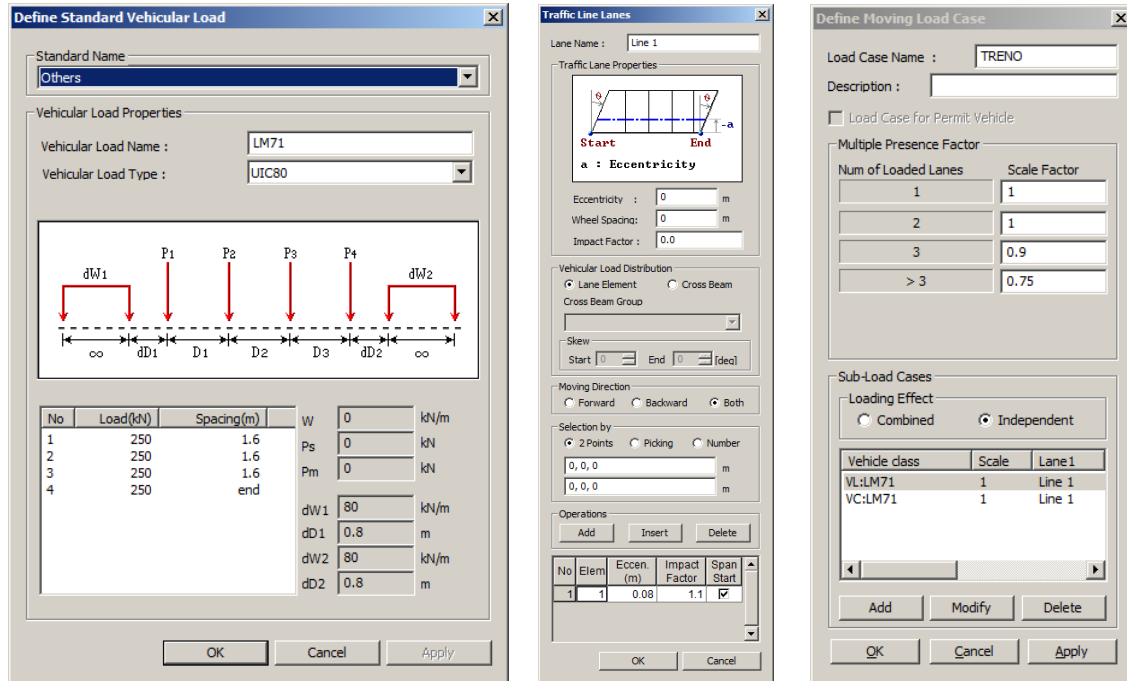 Define Standard Vehicular Load
Standard Name
Others
Vehicular Load Properties
Vehicular Load Name :
LM71
Vehicular Load Type :
UIC80
P1 P2 P3 P4
dW1 dW2
∞ dD1 D1 D2 D3 dD2 ∞
No Load(kN) Spacing(m)
1 250 1.6
2 250 1.6
3 250 1.6
4 250 end
W 0 kN/m
Ps 0 kN
Pm 0 kN
dW1 80 kN/m
dD1 0.8 m
dW2 80 kN/m
dD2 0.8 m
OK Cancel Apply
Traffic Line Lanes
Lane Name : Line 1
Traffic Lane Properties
θ θ
-a
Start End
a : Eccentricity
Eccentricity : 0 m
Wheel Spacing: 0 m
Impact Factor : 0.0
Vehicular Load Distribution
Lane Element Cross Beam
Cross Beam Group
Skew
Start 0 End 0 [deg]
Moving Direction
Forward Backward Both
Selection by
2 Points Picking Number
0, 0, 0 m
0, 0, 0 m
Operations
Add Insert Delete
No Elem Eccen. (m) Impact Factor Span Start
1 1 0.08 1.1
OK Cancel
Define Moving Load Case
Load Case Name : TRENO
Description :
Load Case for Permit Vehicle
Multiple Presence Factor
Num of Loaded Lanes Scale Factor
1 1
2 1
3 0.9
> 3 0.75
Sub-Load Cases
Loading Effect
Combined Independent
Vehicle class Scale Lane1
VL:LM71 1 Line 1
VC:LM71 1 Line 1
Add Modify Delete
OK Cancel Apply